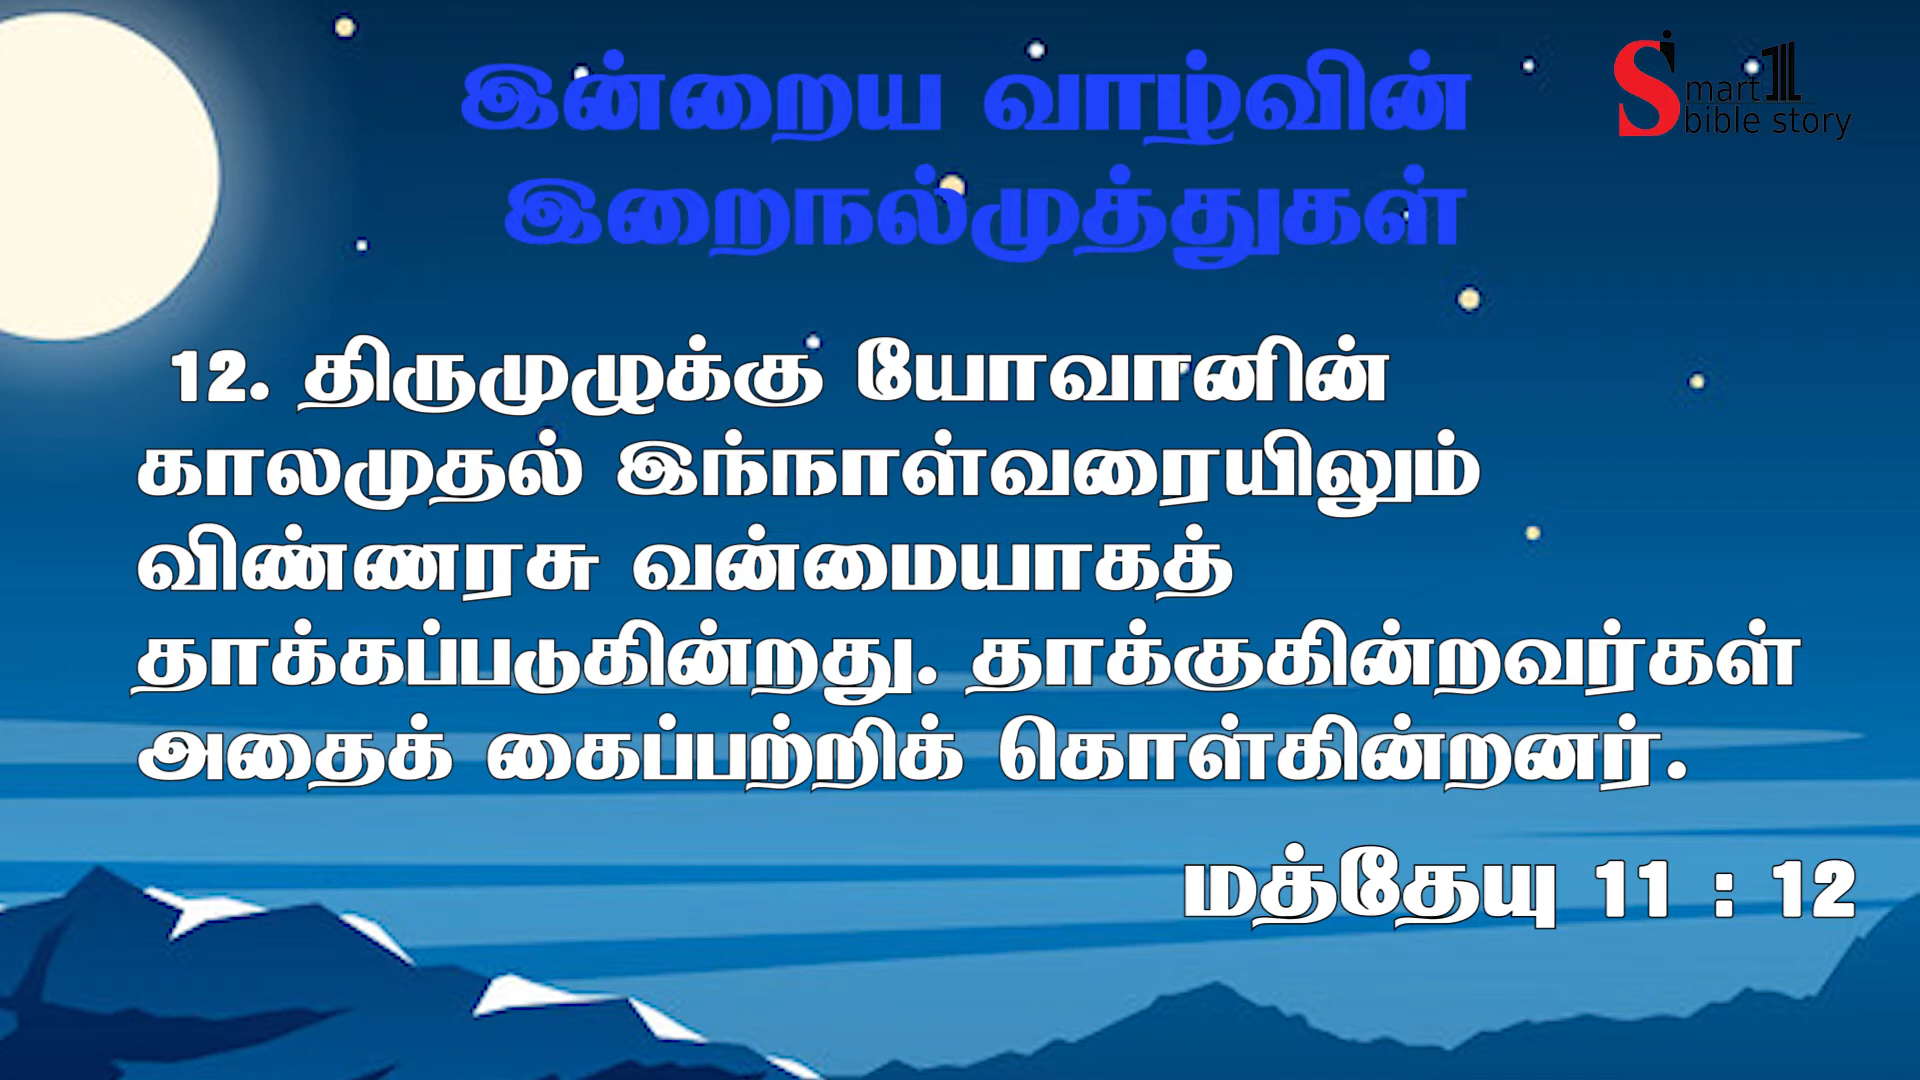 இன்றைய வாழ்வின்
இறைநல்முத்துகள்
Smart 1
bible story
12. திருமுழுக்கு யோவானின்
காலமுதல் இந்நாள்வரையிலும்
விண்ணரசு வன்மையாகத்
தாக்கப்படுகின்றது. தாக்குகின்றவர்கள்
அதைக் கைப்பற்றிக் கொள்கின்றனர்.
மத்தேயு 11 : 12